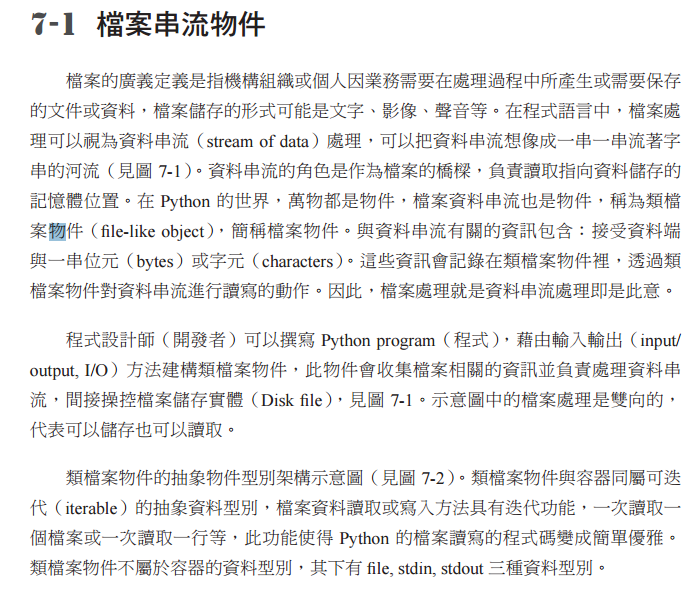 7-1 檔案串流物件
檔案的廣義定義是指機構組織或個人因業務需要在處理過程中所產生或需要保存
的文件或資料，檔案儲存的形式可能是文字、影像、聲音等。在程式語言中，檔案處
理可以視為資料串流（stream of data）處理，可以把資料串流想像成一串一串流著字
串的河流（見圖 7-1）。資料串流的角色是作為檔案的橋樑，負責讀取指向資料儲存的
記憶體位置。在 Python 的世界，萬物都是物件，檔案資料串流也是物件，稱為類檔
案物件（file-like object），簡稱檔案物件。與資料串流有關的資訊包含：接受資料端
與一串位元（bytes）或字元（characters）。這些資訊會記錄在類檔案物件裡，透過類
檔案物件對資料串流進行讀寫的動作。因此，檔案處理就是資料串流處理即是此意。
程式設計師（開發者）可以撰寫 Python program（程式），藉由輸入輸出（input/
output, I/O）方法建構類檔案物件，此物件會收集檔案相關的資訊並負責處理資料串
流，間接操控檔案儲存實體（Disk file），見圖 7-1。示意圖中的檔案處理是雙向的，
代表可以儲存也可以讀取。
類檔案物件的抽象物件型別架構示意圖（見圖 7-2）。類檔案物件與容器同屬可迭
代（iterable）的抽象資料型別，檔案資料讀取或寫入方法具有迭代功能，一次讀取一
個檔案或一次讀取一行等，此功能使得 Python 的檔案讀寫的程式碼變成簡單優雅。
類檔案物件不屬於容器的資料型別，其下有 file, stdin, stdout 三種資料型別。